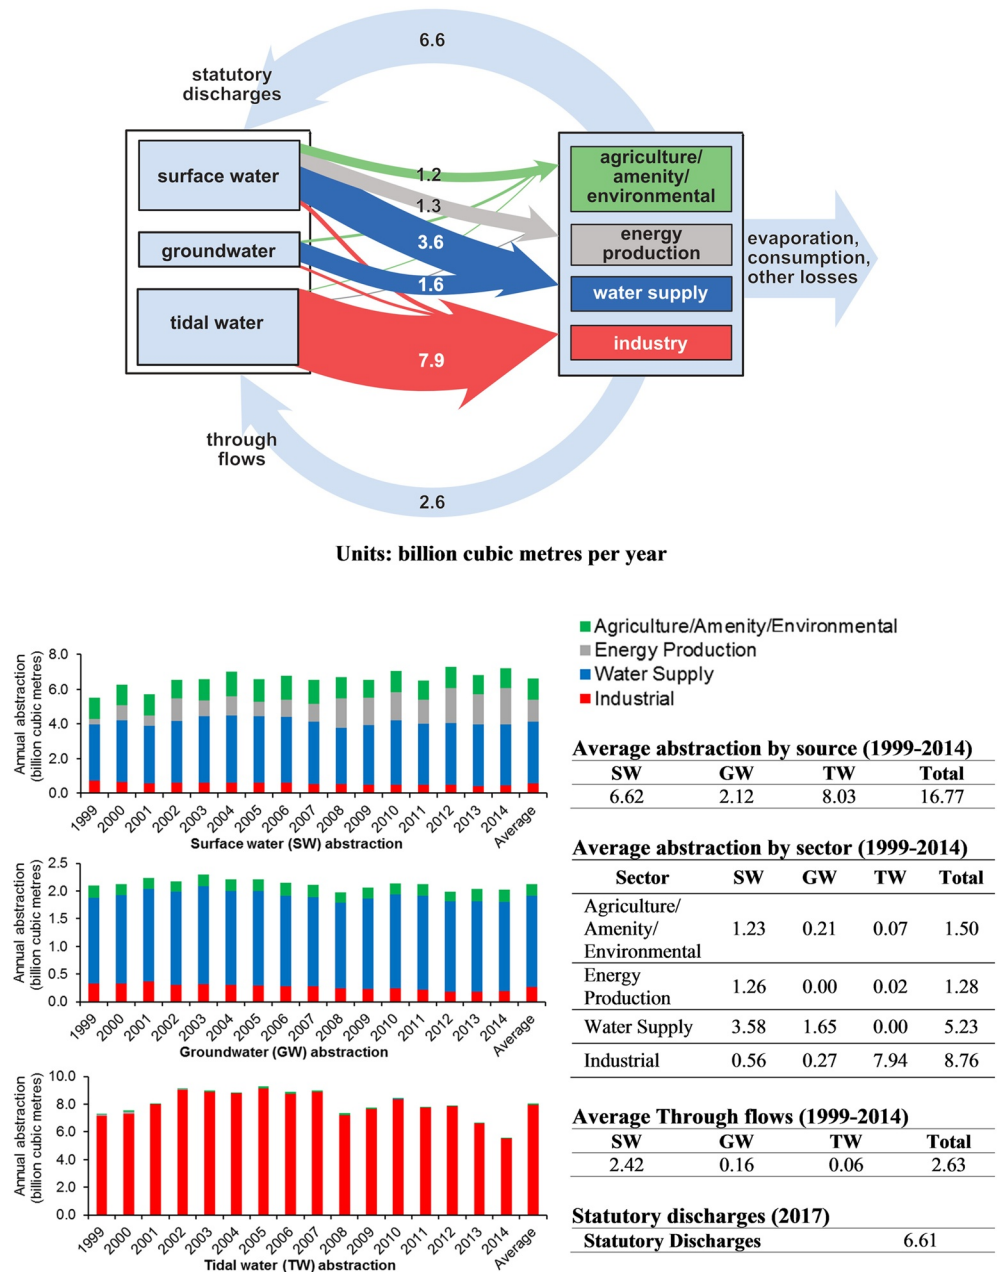 6.6
statutory
discharges
surface water
groundwater
tidal water
1.2
1.3
3.6
1.6
7.9
agriculture/
amenity/
environmental
energy
production
water supply
industry
evaporation,
consumption,
other losses
through
flows
2.6
Units: billion cubic metres per year
Agriculture/Amenity/Environmental
Energy Production
Water Supply
Industrial
Annual abstraction
(billion cubic metres)
8.0
6.0
4.0
2.0
0.0
1999 2000 2001 2002 2003 2004 2005 2006 2007 2008 2009 2010 2011 2012 2013 2014 Average
Surface water (SW) abstraction
Annual abstraction
(billion cubic metres)
2.5
2.0
1.5
1.0
0.5
0.0
1999 2000 2001 2002 2003 2004 2005 2006 2007 2008 2009 2010 2011 2012 2013 2014 Average
Groundwater (GW) abstraction
Annual abstraction
(billion cubic metres)
10.0
8.0
6.0
4.0
2.0
0.0
1999 2000 2001 2002 2003 2004 2005 2006 2007 2008 2009 2010 2011 2012 2013 2014 Average
Tidal water (TW) abstraction
Average abstraction by source (1999-2014)
SW GW TW Total
6.62 2.12 8.03 16.77
Average abstraction by sector (1999-2014)
Sector SW GW TW Total
Agriculture/
Amenity/ 1.23 0.21 0.07 1.50
Environmental
Energy
Production 1.26 0.00 0.02 1.28
Water Supply 3.58 1.65 0.00 5.23
Industrial 0.56 0.27 7.94 8.76
Average Through flows (1999-2014)
SW GW TW Total
2.42 0.16 0.06 2.63
Statutory discharges (2017)
Statutory Discharges 6.61